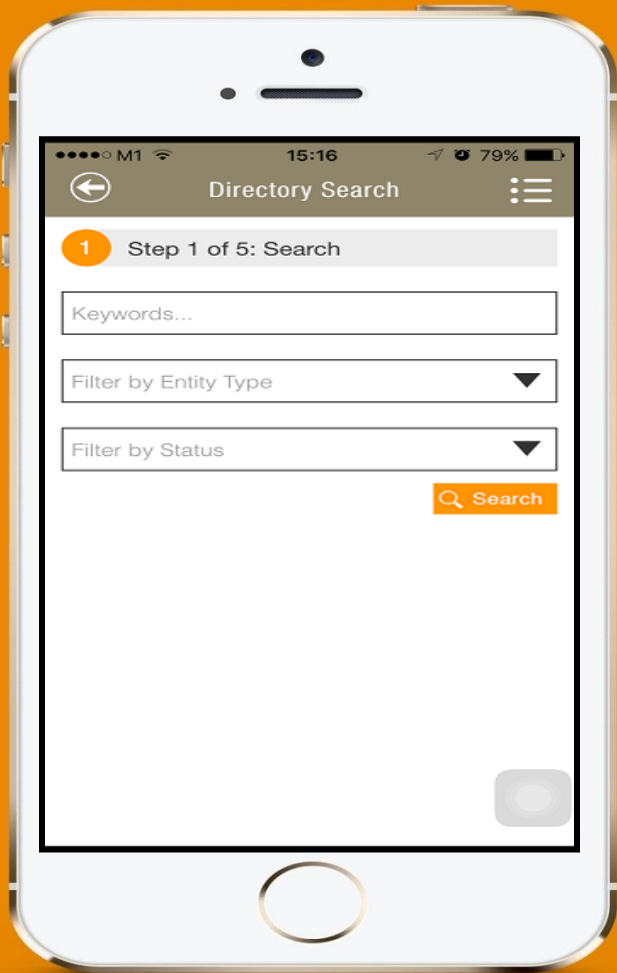 M1 15:16 79%
Directory Search
1 Step 1 of 5: Search
Keywords...
Filter by Entity Type
Filter by Status
Search